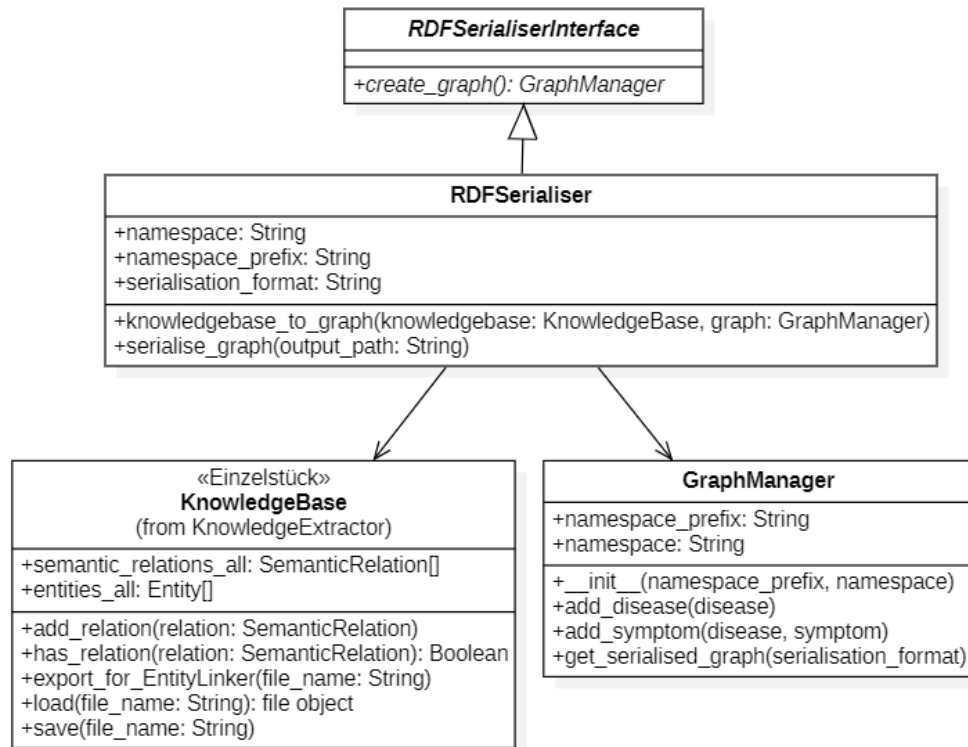 RDFSerialiserInterface
+create_graph(): GraphManager
RDFSerialiser
+namespace: String
+namespace_prefix: String
+serialisation_format: String
+knowledgebase_to_graph(knowledgebase: KnowledgeBase, graph: GraphManager)
+serialise_graph(output_path: String)
«Einzelstück»
KnowledgeBase
(from KnowledgeExtractor)
+semantic_relations_all: SemanticRelation[]
+entities_all: Entity[]
+add_relation(relation: SemanticRelation)
+has_relation(relation: SemanticRelation): Boolean
+export_for_EntityLinker(file_name: String)
+load(file_name: String): file object
+save(file_name: String)
GraphManager
+namespace_prefix: String
+namespace: String
+__init__(namespace_prefix, namespace)
+add_disease(disease)
+add_symptom(disease, symptom)
+get_serialised_graph(serialisation_format)